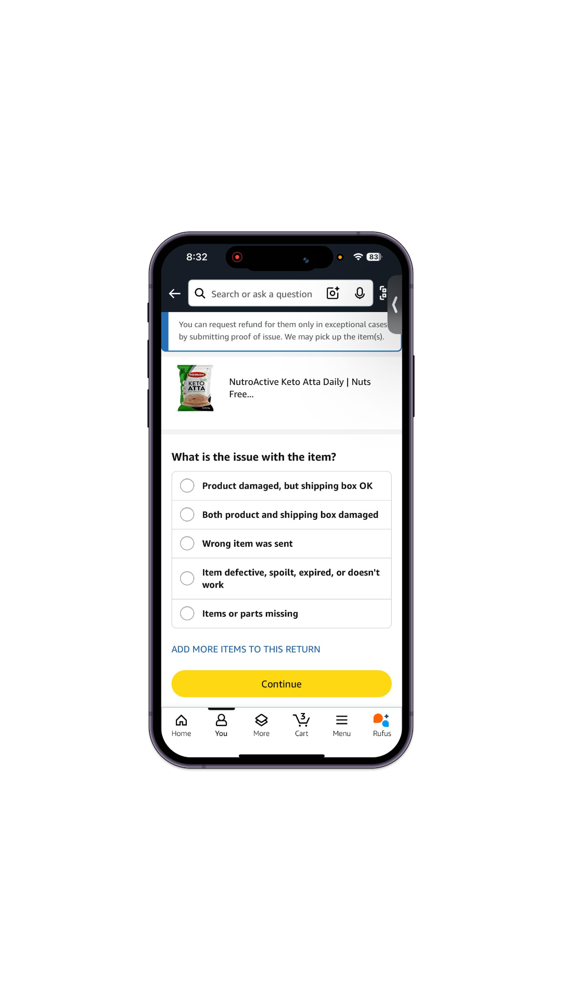 8:32
83
Search or ask a question
You can request refund for them only in exceptional cases
by submitting proof of issue. We may pick up the item(s).
NutroActive
Daily
KETO
ATTA
NutroActive Keto Atta Daily | Nuts
Free...
What is the issue with the item?
Product damaged, but shipping box OK
Both product and shipping box damaged
Wrong item was sent
Item defective, spoilt, expired, or doesn't
work
Items or parts missing
ADD MORE ITEMS TO THIS RETURN
Continue
3
Home
You
More
Cart
Menu
Rufus